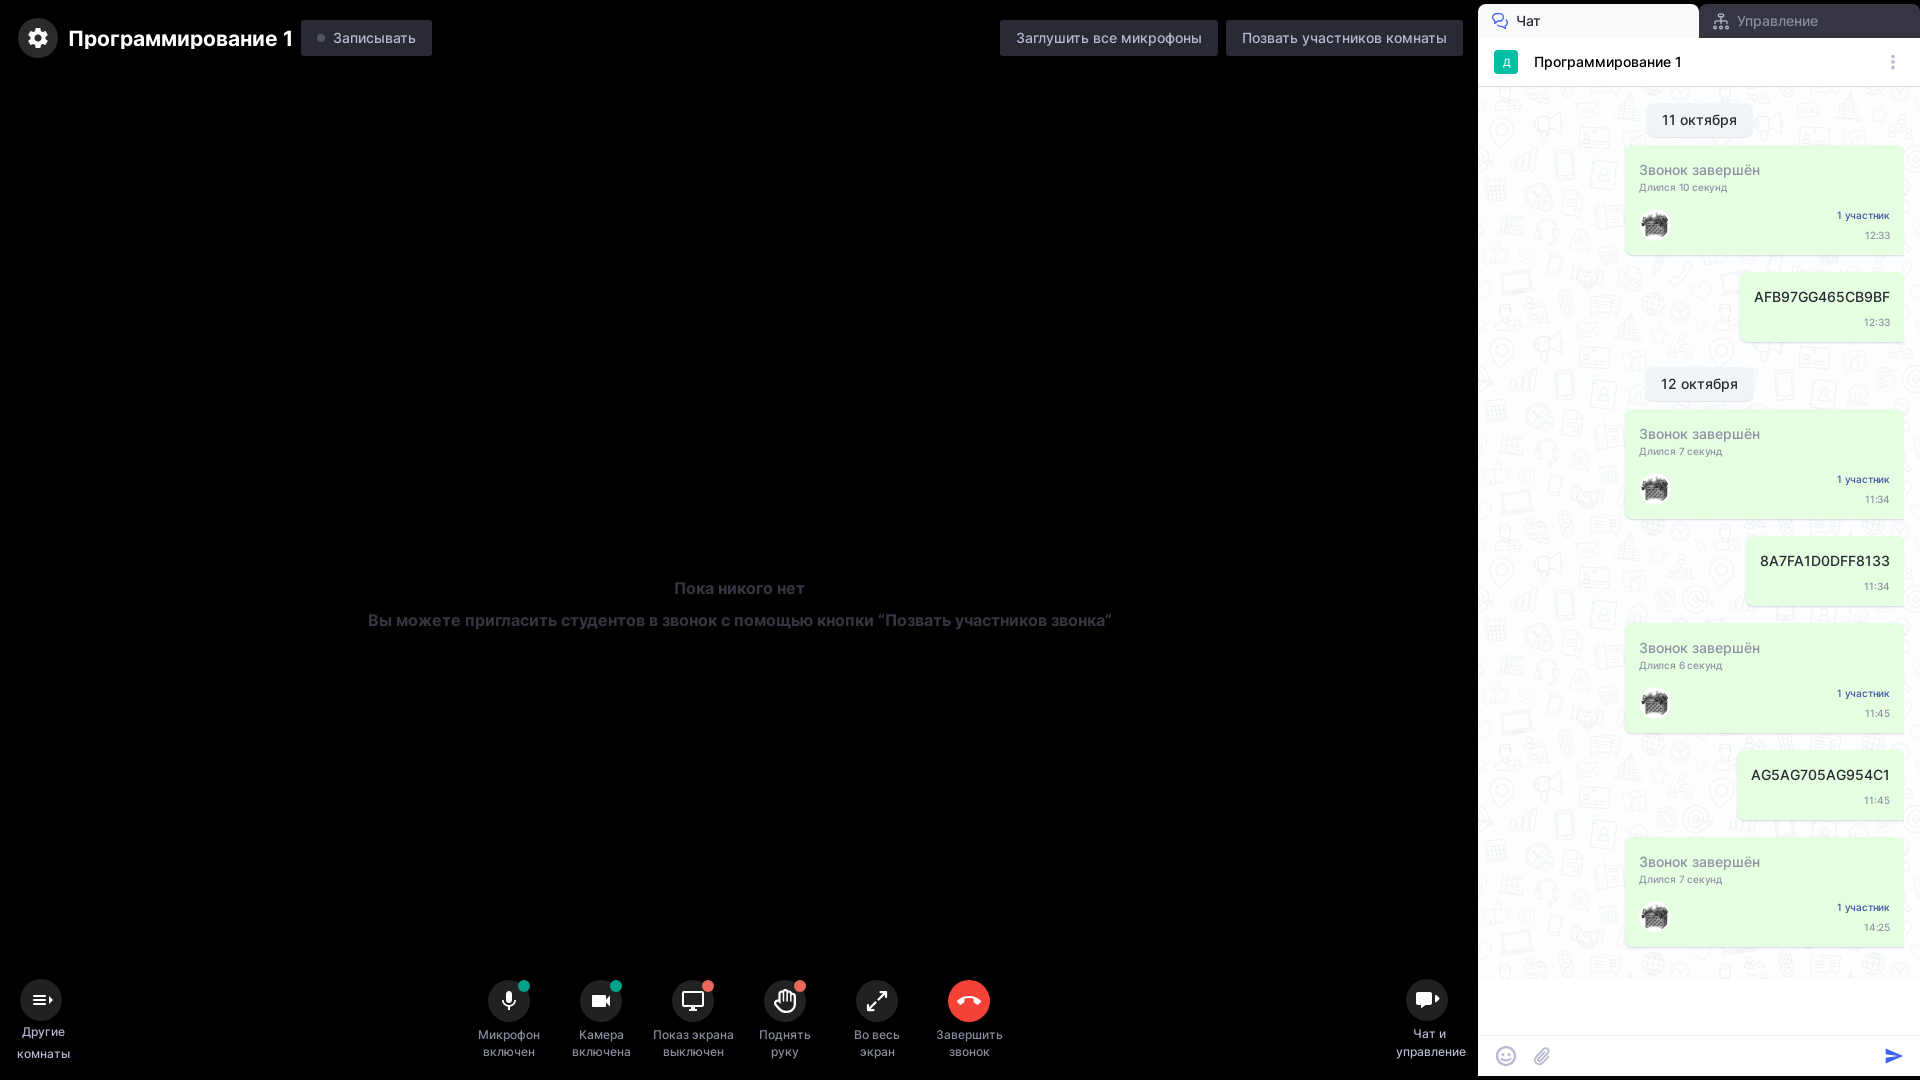 Программирование 1
Записывать
Заглушить все микрофоны
Позвать участников комнаты
Пока никого нет
Вы можете пригласить студентов в звонок с помощью кнопки “Позвать участников звонка”
Другие
комнаты
Микрофон
включен
Камера
включена
Показ экрана
выключен
Поднять
руку
Во весь
экран
Завершить
звонок
Чат и
управление
Чат
Управление
Д
Программирование 1
11 октября
Звонок завершён
Длился 10 секунд
1 участник
12:33
AFB97GG465CB9BF
12:33
12 октября
Звонок завершён
Длился 7 секунд
1 участник
11:34
8A7FA1D0DFF8133
11:34
Звонок завершён
Длился 6 секунд
1 участник
11:45
AG5AG705AG954C1
11:45
Звонок завершён
Длился 7 секунд
1 участник
14:25